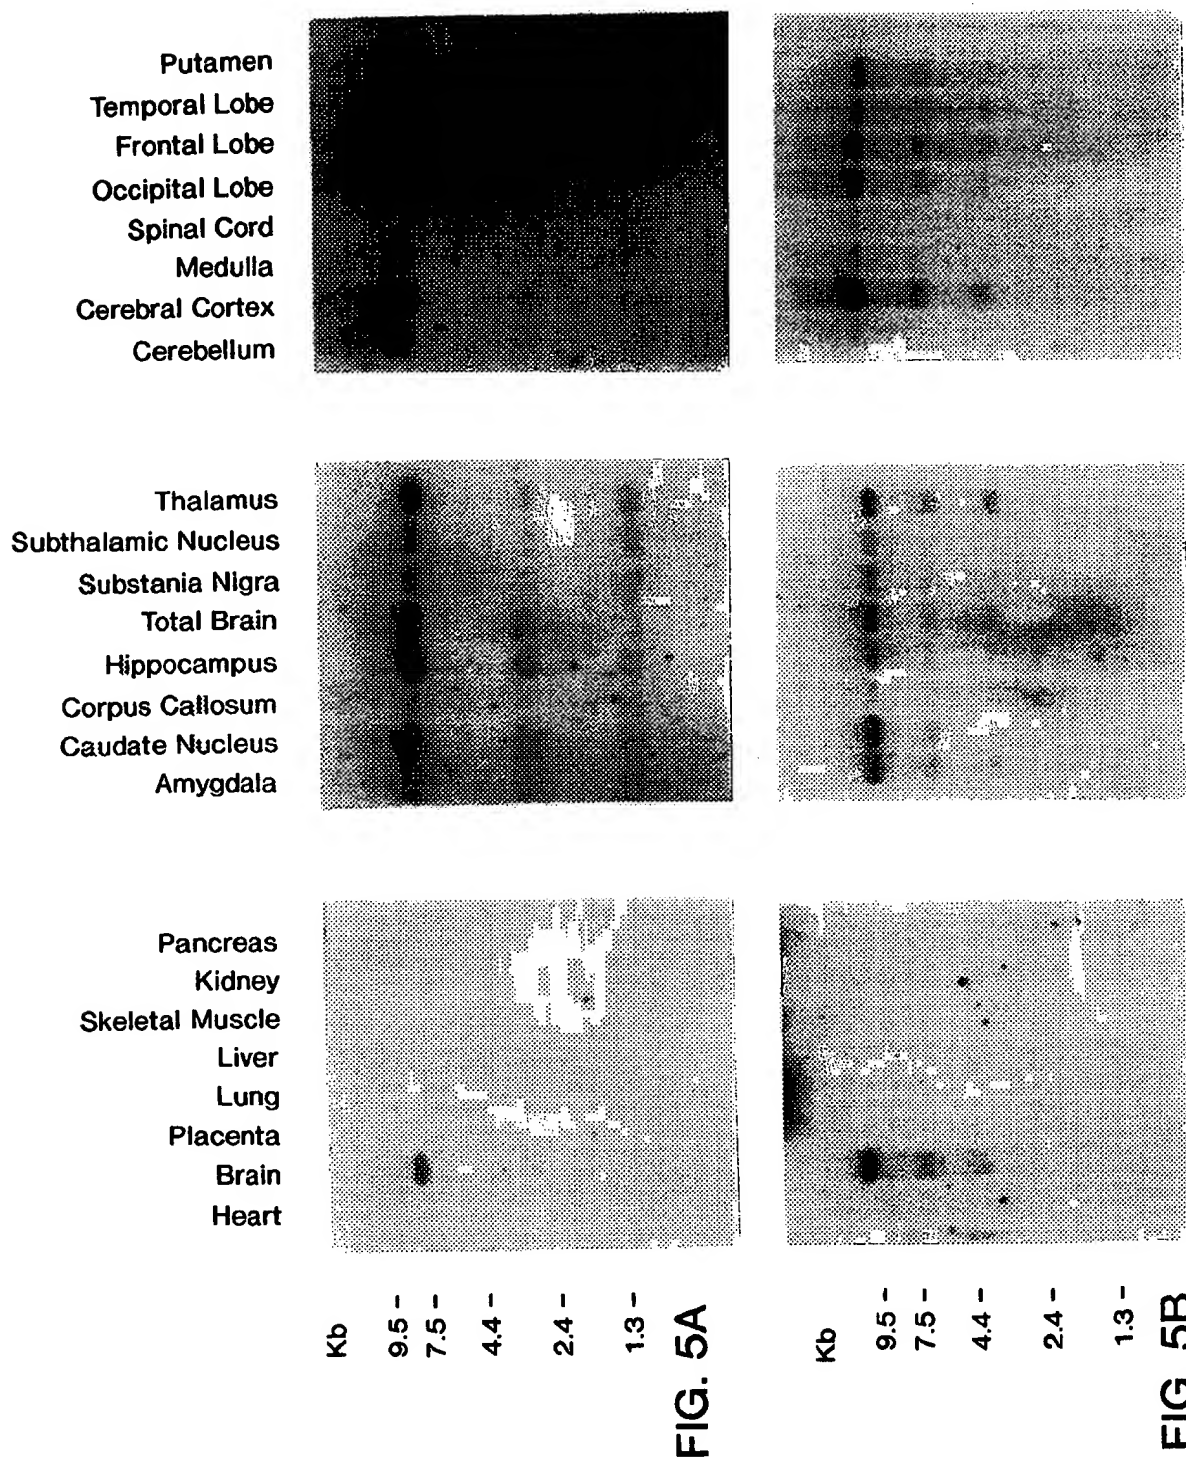 Putamen
Temporal Lobe
Frontal Lobe
Occipital Lobe
Spinal Cord
Medulla
Cerebral Cortex
Cerebellum
Thalamus
Subthalamic Nucleus
Substania Nigra
Total Brain
Hippocampus
Corpus Callosum
Caudate Nucleus
Amygdala
Pancreas
Kidney
Skeletal Muscle
Liver
Lung
Placenta
Brain
Heart
Kb
9.5 -
7.5 -
4.4 -
2.4 -
1.3 -
FIG. 5A
Kb
9.5 -
7.5 -
4.4 -
2.4 -
1.3 -
FIG. 5B